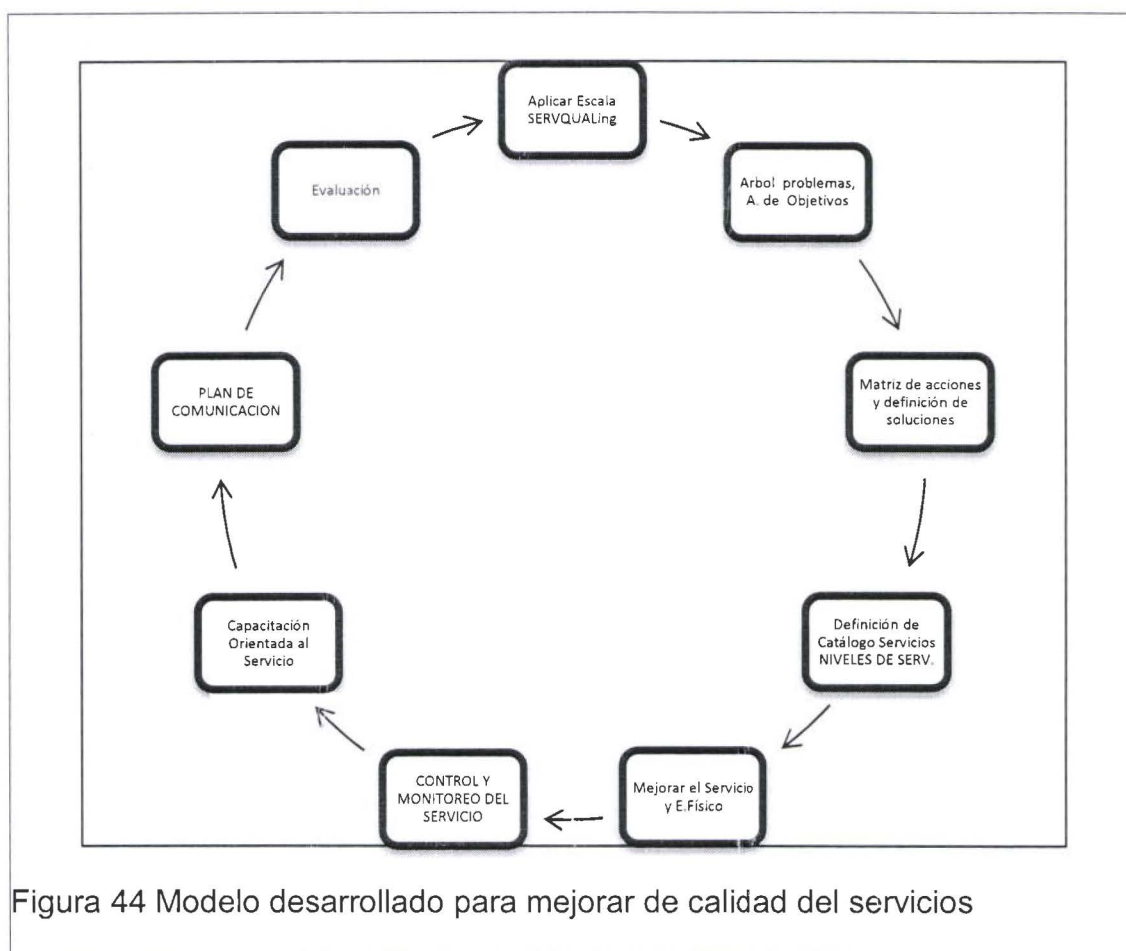 Aplicar Escala
SERVQUALing
Arbol problemas,
A. de Objetivos
Matriz de acciones
y definición de
soluciones
Definición de
Catálogo Servicios
NIVELES DE SERV.
Mejorar el Servicio
y E.Físico
CONTROL Y
MONITOREO DEL
SERVICIO
Capacitación
Orientada al
Servicio
PLAN DE
COMUNICACION
Evaluación
Figura 44 Modelo desarrollado para mejorar de calidad del servicios